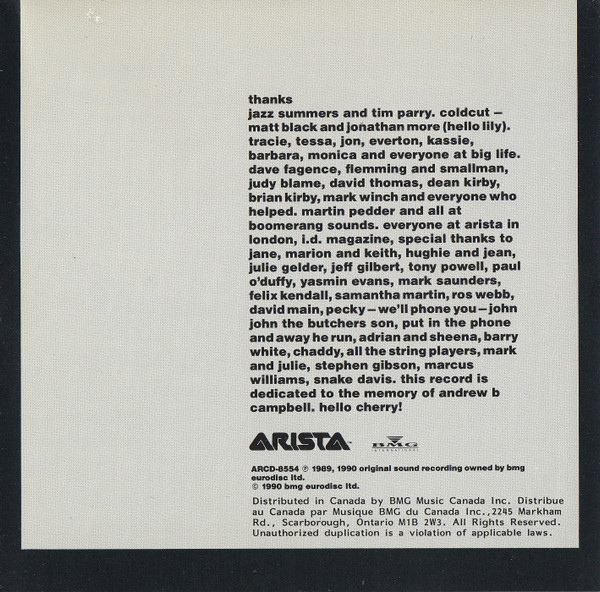 thanks
jazz summers and tim parry. coldcut –
matt black and jonathan more (hello lily).
tracie, tessa, jon, everton, kassie,
barbara, monica and everyone at big life.
dave fagence, flemming and smallman,
judy blame, david thomas, dean kirby,
brian kirby, mark winch and everyone who
helped. martin pedder and all at
boomerang sounds. everyone at arista in
london, i.d. magazine, special thanks to
jane, marion and keith, hughie and jean,
julie gelder, jeff gilbert, tony powell, paul
o'duffy, yasmin evans, mark saunders,
felix kendall, samantha martin, ros webb,
david main, pecky – we'll phone you – john
john the butchers son, put in the phone
and away he run, adrian and sheena, barry
white, chaddy, all the string players, mark
and julie, stephen gibson, marcus
williams, snake davis. this record is
dedicated to the memory of andrew b
campbell. hello cherry!
ARISTA™ BMG
INTERNATIONAL
ARCD-8554 ℗ 1989, 1990 original sound recording owned by bmg
eurodisc ltd.
© 1990 bmg eurodisc ltd.
Distributed in Canada by BMG Music Canada Inc. Distribue
au Canada par Musique BMG du Canada Inc.,2245 Markham
Rd., Scarborough, Ontario M1B 2W3. All Rights Reserved.
Unauthorized duplication is a violation of applicable laws.